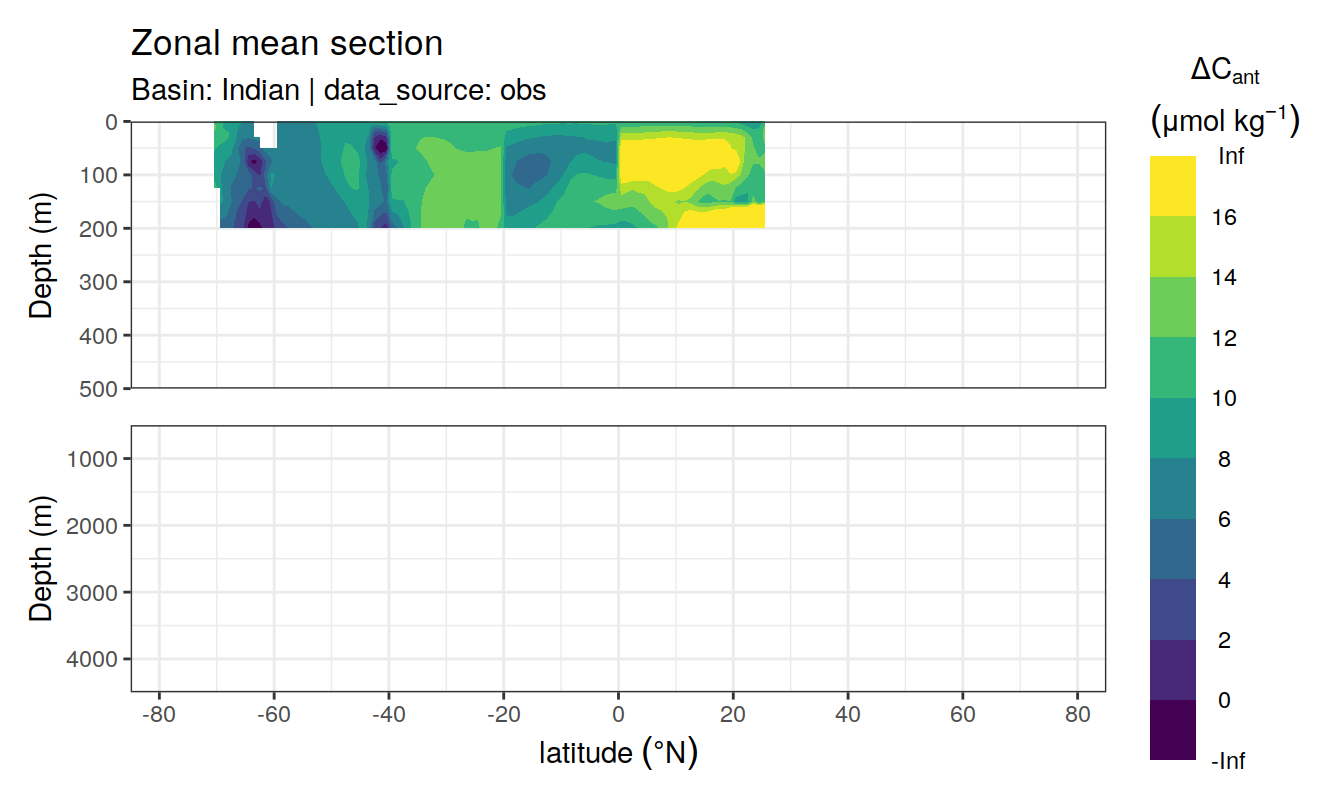 Zonal mean section
Basin: Indian | data_source: obs
ΔCant
(μmol kg−1)
Inf
16
14
12
10
8
6
4
2
0
-Inf
Depth (m)
0
100
200
300
400
500
Depth (m)
1000
2000
3000
4000
-80 -60 -40 -20 0 20 40 60 80
latitude (°N)